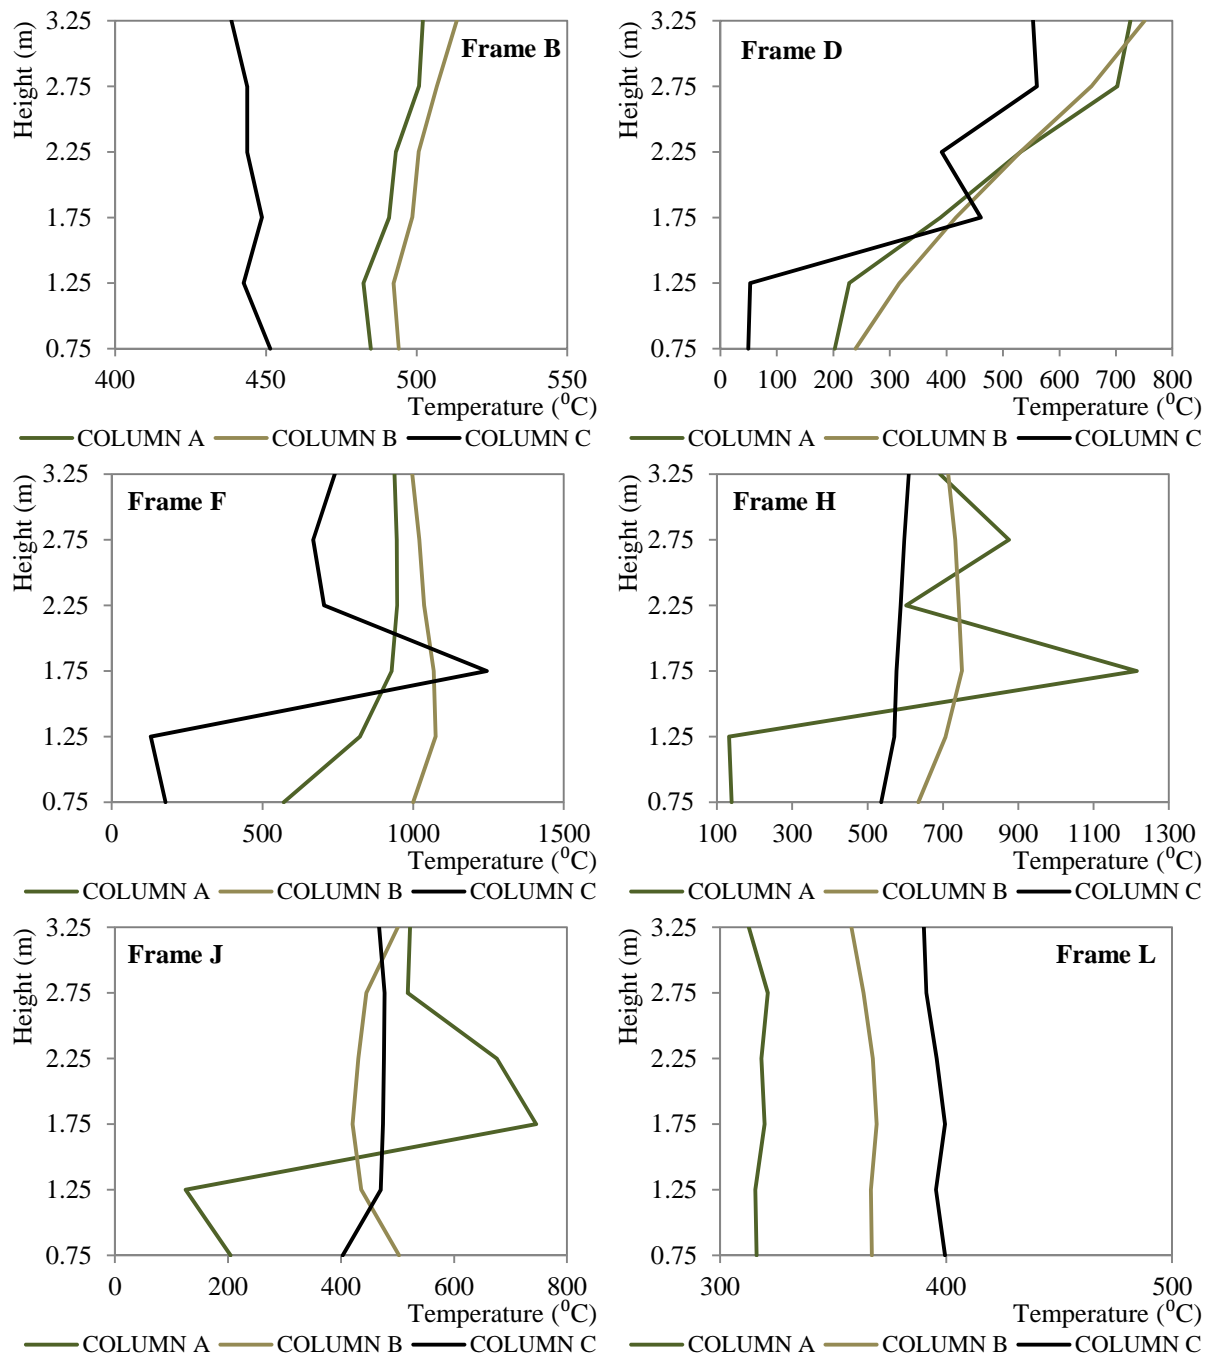 Height (m)
3.25
2.75
2.25
1.75
1.25
0.75
Frame B
400 450 500 550
Temperature (⁰C)
COLUMN A COLUMN B COLUMN C
Height (m)
3.25
2.75
2.25
1.75
1.25
0.75
Frame D
0 100 200 300 400 500 600 700 800
Temperature (⁰C)
COLUMN A COLUMN B COLUMN C
Height (m)
3.25
2.75
2.25
1.75
1.25
0.75
Frame F
0 500 1000 1500
Temperature (⁰C)
COLUMN A COLUMN B COLUMN C
Height (m)
3.25
2.75
2.25
1.75
1.25
0.75
Frame H
100 300 500 700 900 1100 1300
Temperature (⁰C)
COLUMN A COLUMN B COLUMN C
Height (m)
3.25
2.75
2.25
1.75
1.25
0.75
Frame J
0 200 400 600 800
Temperature (⁰C)
COLUMN A COLUMN B COLUMN C
Height (m)
3.25
2.75
2.25
1.75
1.25
0.75
Frame L
300 400 500
Temperature (⁰C)
COLUMN A COLUMN B COLUMN C